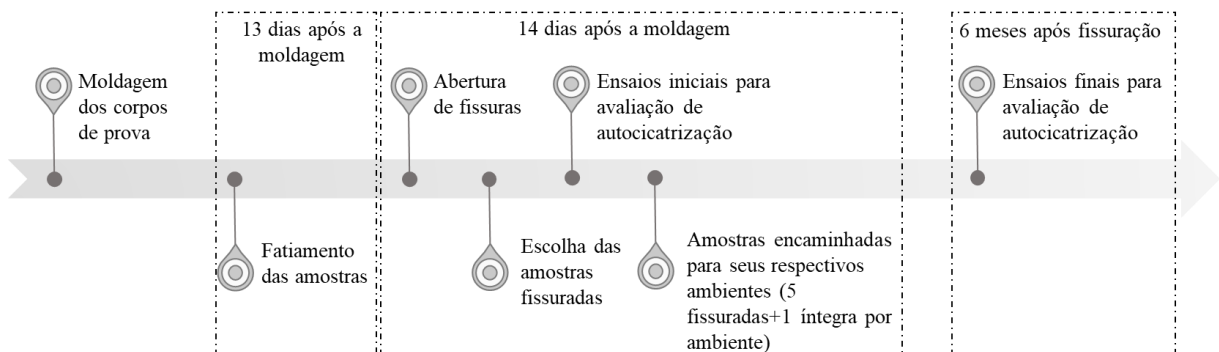 Moldagem
dos corpos
de prova
13 dias após a
moldagem
Fatiamento
das amostras
14 dias após a moldagem
Abertura
de fissuras
Escolha das
amostras
fissuradas
Ensaios iniciais para
avaliação de
autocicatrização
Amostras encaminhadas
para seus respectivos
ambientes (5
fissuradas+1 íntegra por
ambiente)
6 meses após fissuração
Ensaios finais para
avaliação de
autocicatrização